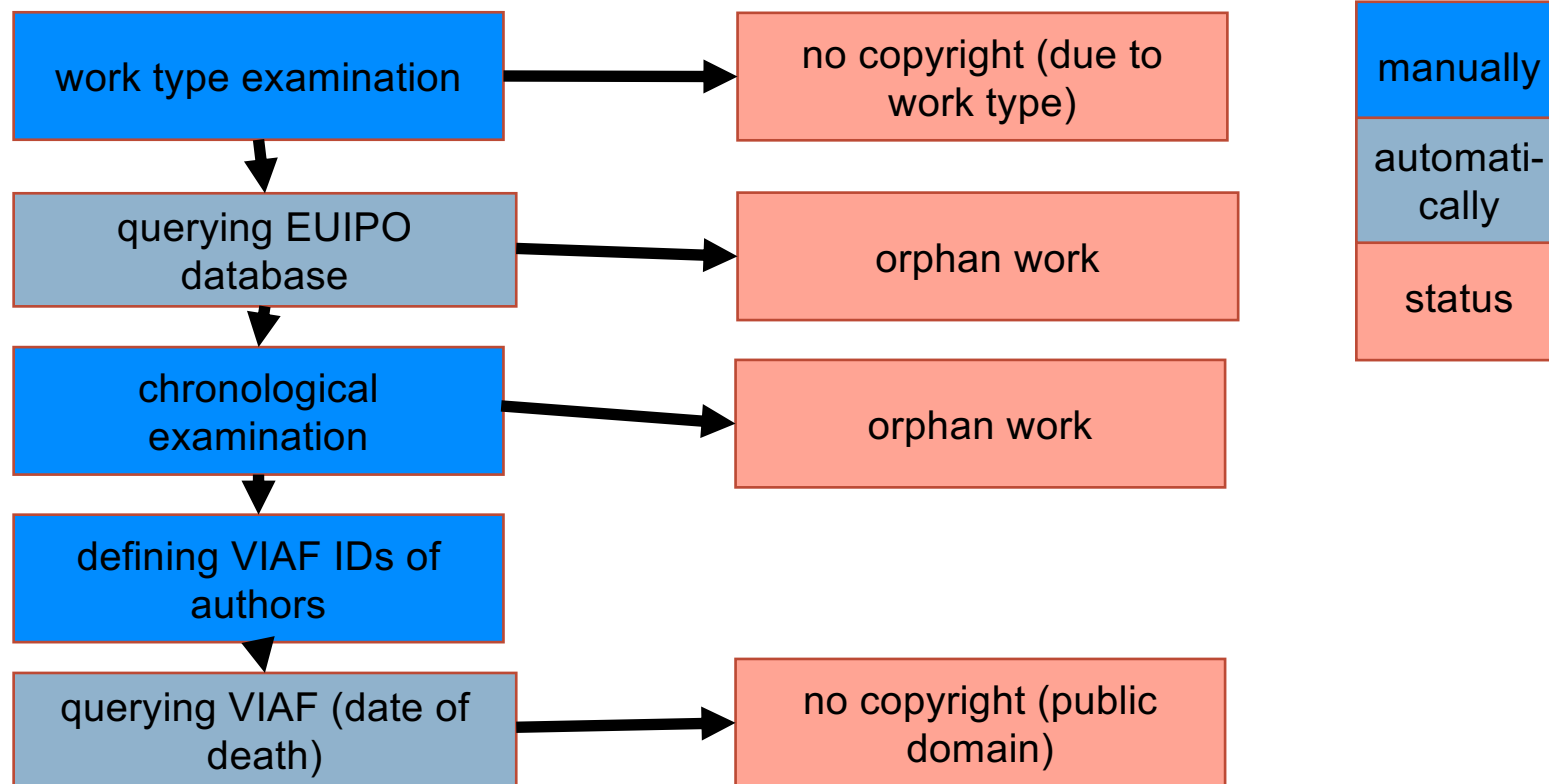 work type examination
no copyright (due to
work type)
manually
querying EUIPO
database
orphan work
automati-
cally
chronological
examination
orphan work
status
defining VIAF IDs of
authors
querying VIAF (date of
death)
no copyright (public
domain)